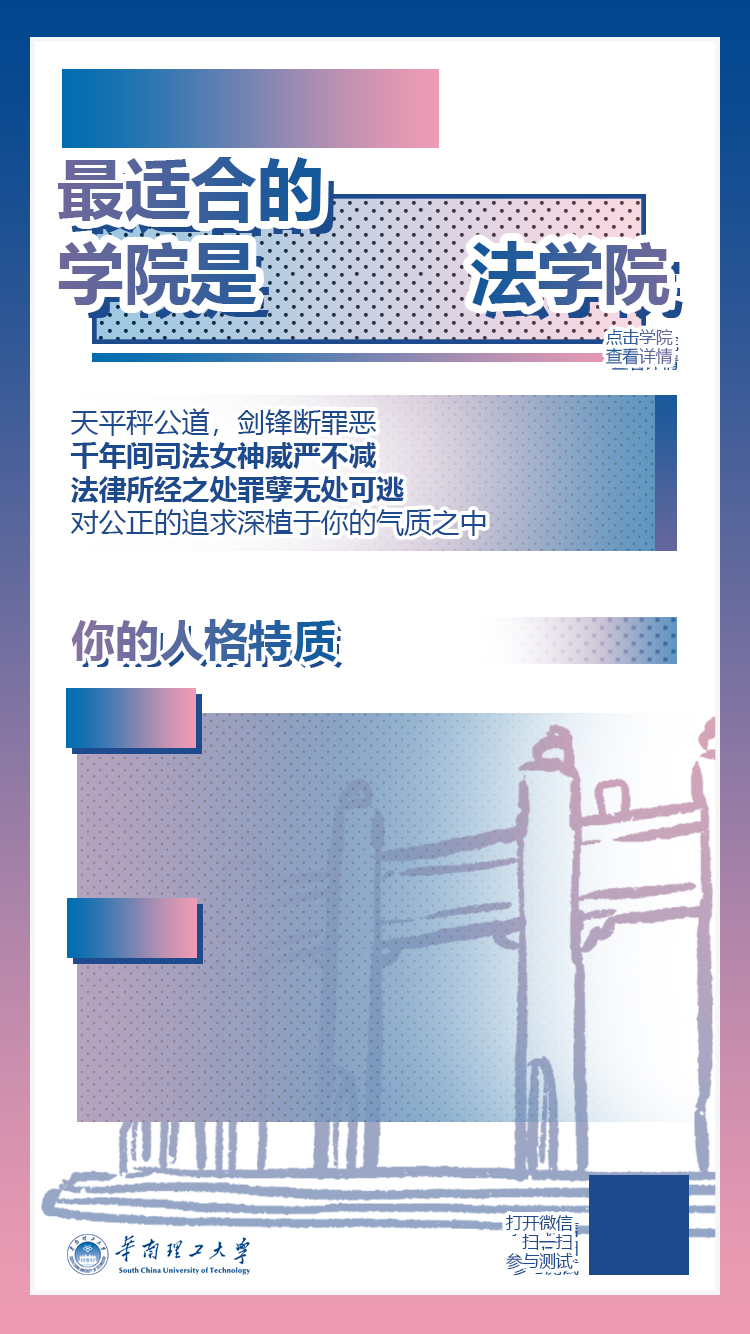 最适合的
学院是 法学院
点击学院
查看详情
天平秤公道，剑锋断罪恶
千年间司法女神威严不减
法律所经之处罪孽无处可逃
对公正的追求深植于你的气质之中
你的人格特质
打开微信
扫一扫
参与测试
华南理工大学
South China University of Technology